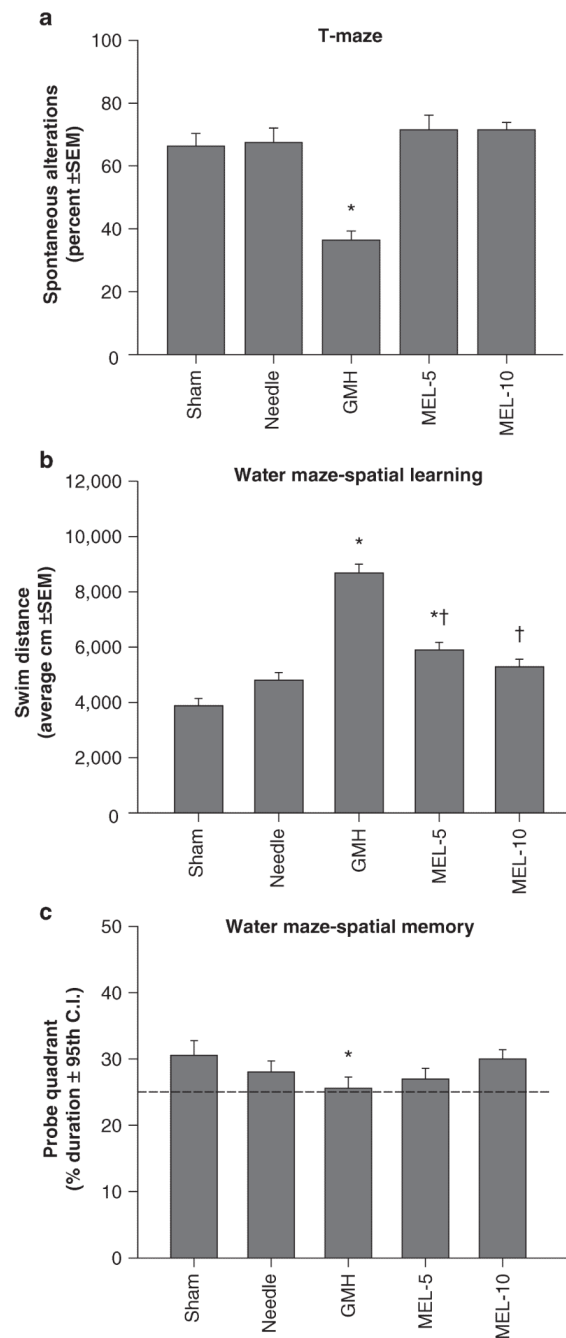 a
T-maze
Spontaneous alterations
(percent ±SEM)
100
80
60
40
20
0
*
Sham
Needle
GMH
MEL-5
MEL-10
b
Water maze-spatial learning
Swim distance
(average cm ±SEM)
12,000
10,000
8,000
6,000
4,000
2,000
0
*
*†
†
Sham
Needle
GMH
MEL-5
MEL-10
c
Water maze-spatial memory
Probe quadrant
(% duration ± 95th C.I.)
50
40
30
20
10
0
*
Sham
Needle
GMH
MEL-5
MEL-10